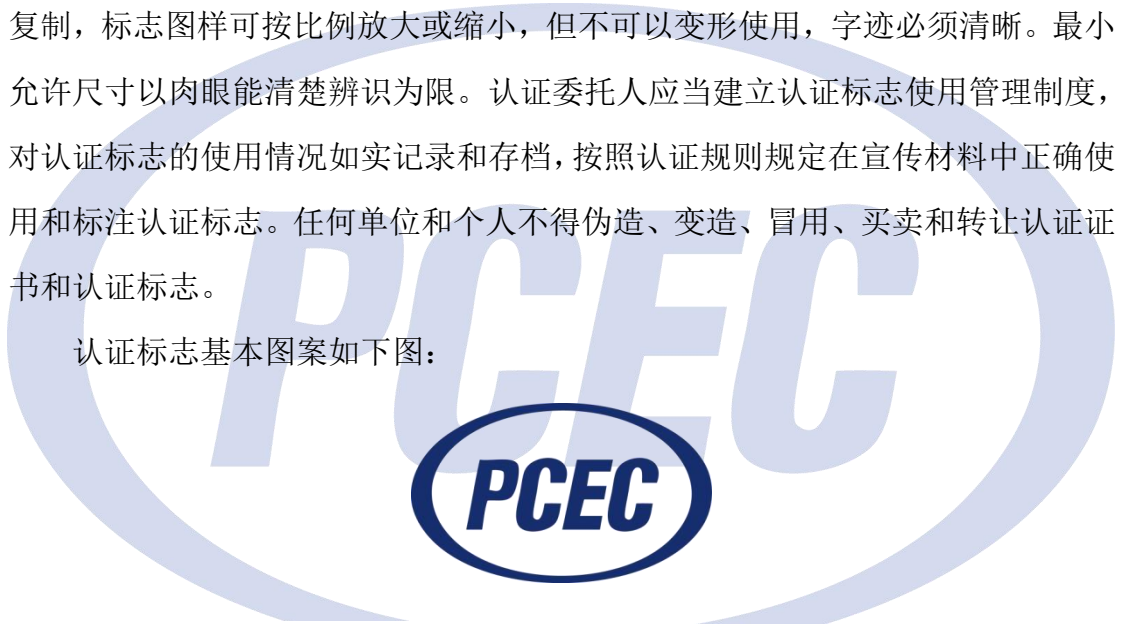 复制，标志图样可按比例放大或缩小，但不可以变形使用，字迹必须清晰。最小
允许尺寸以肉眼能清楚辨识为限。认证委托人应当建立认证标志使用管理制度，
对认证标志的使用情况如实记录和存档，按照认证规则规定在宣传材料中正确使
用和标注认证标志。任何单位和个人不得伪造、变造、冒用、买卖和转让认证证
书和认证标志。
认证标志基本图案如下图：
PCEC
PCEC